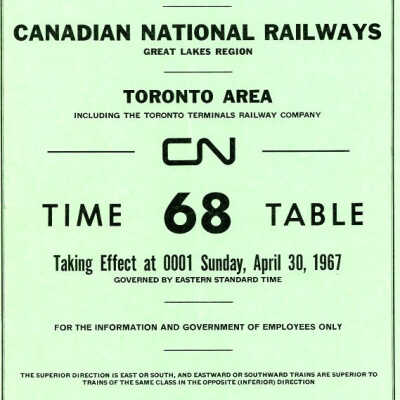 CANADIAN NATIONAL RAILWAYS
GREAT LAKES REGION
TORONTO AREA
INCLUDING THE TORONTO TERMINALS RAILWAY COMPANY
CN
TIME 68 TABLE
Taking Effect at 0001 Sunday, April 30, 1967
GOVERNED BY EASTERN STANDARD TIME
FOR THE INFORMATION AND GOVERNMENT OF EMPLOYEES ONLY
THE SUPERIOR DIRECTION IS EAST OR SOUTH, AND EASTWARD OR SOUTHWARD TRAINS ARE SUPERIOR TO
TRAINS OF THE SAME CLASS IN THE OPPOSITE (INFERIOR) DIRECTION